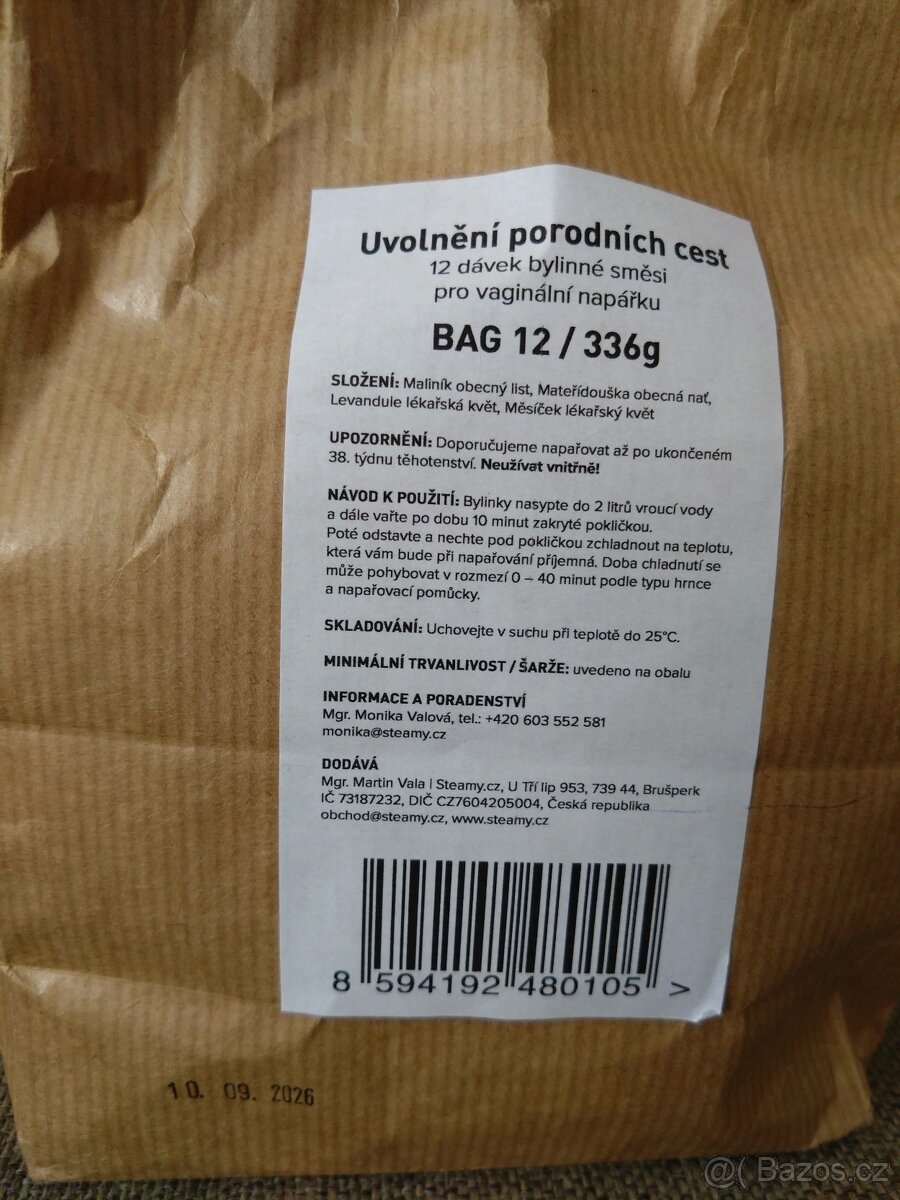 Uvolnění porodních cest
12 dávek bylinné směsi
pro vaginální napářku
BAG 12 / 336g
SLOŽENÍ: Maliník obecný list, Mateřídouška obecná nať,
Levandule lékařská květ, Měsíček lékařský květ
UPOZORNĚNÍ: Doporučujeme napařovat až po ukončeném
38. týdnu těhotenství. Neužívat vnitřně!
NÁVOD K POUŽITÍ: Bylinky nasypte do 2 litrů vroucí vody
a dále vařte po dobu 10 minut zakryté pokličkou.
Poté odstavte a nechte pod pokličkou zchladnout na teplotu,
která vám bude při napařování příjemná. Doba chladnutí se
může pohybovat v rozmezí 0 – 40 minut podle typu hrnce
a napařovací pomůcky.
SKLADOVÁNÍ: Uchovejte v suchu při teplotě do 25°C.
MINIMÁLNÍ TRVANLIVOST / ŠARŽE: uvedeno na obalu
INFORMACE A PORADENSTVÍ
Mgr. Monika Valová, tel.: +420 603 552 581
monika@steamy.cz
DODÁVÁ
Mgr. Martin Vala | Steamy.cz, U Tří lip 953, 739 44, Brušperk
IČ 73187232, DIČ CZ7604205004, Česká republika
obchod@steamy.cz, www.steamy.cz
8 594192 480105 >
10. 09. 2026
@( Bazos.cz